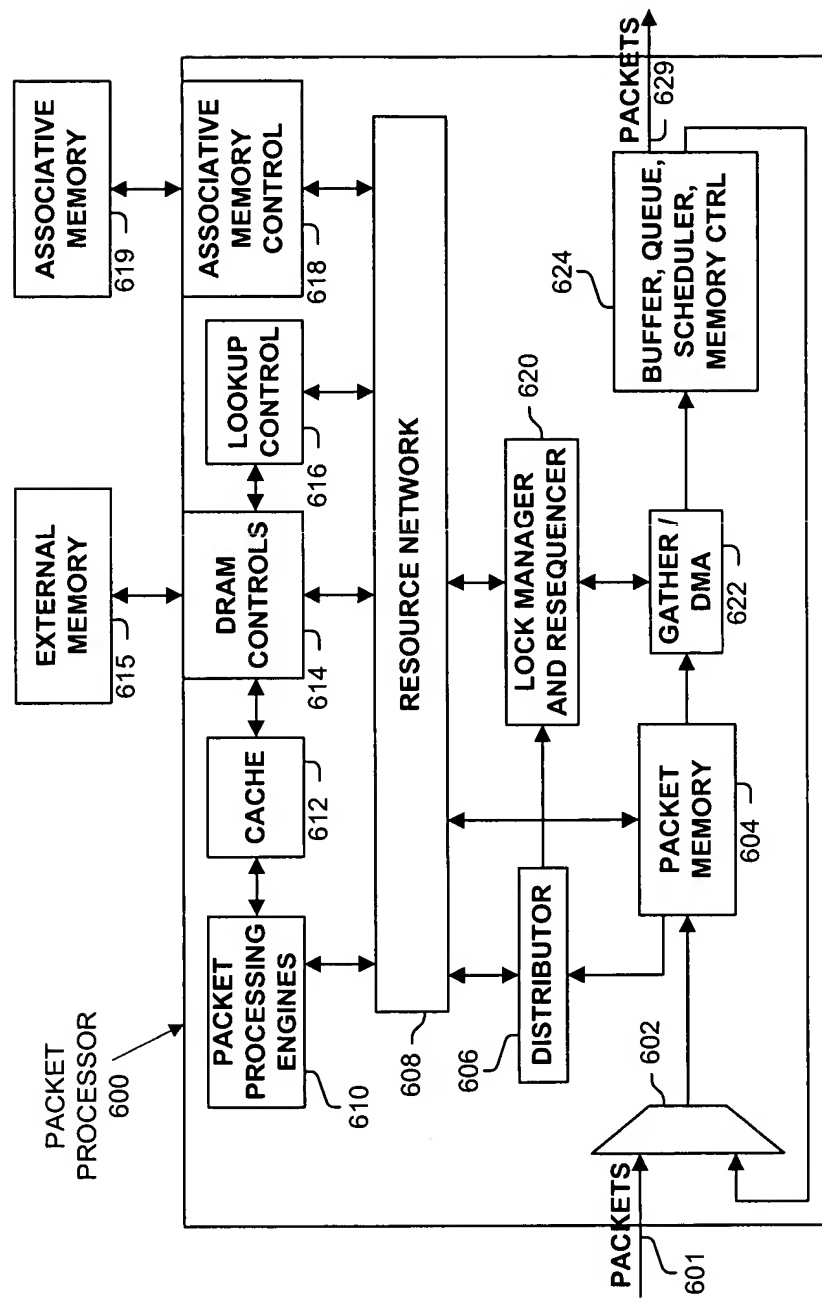 PACKET
PROCESSOR
600
EXTERNAL
MEMORY
615
ASSOCIATIVE
MEMORY
619
PACKET
PROCESSING
ENGINES
610
CACHE
612
DRAM
CONTROLS
614
LOOKUP
CONTROL
616
ASSOCIATIVE
MEMORY
CONTROL
618
RESOURCE NETWORK
608
DISTRIBUTOR
606
LOCK MANAGER
AND RESEQUENCER
620
PACKETS
601
602
PACKET
MEMORY
604
GATHER /
DMA
622
BUFFER, QUEUE,
SCHEDULER,
MEMORY CTRL
624
PACKETS
629